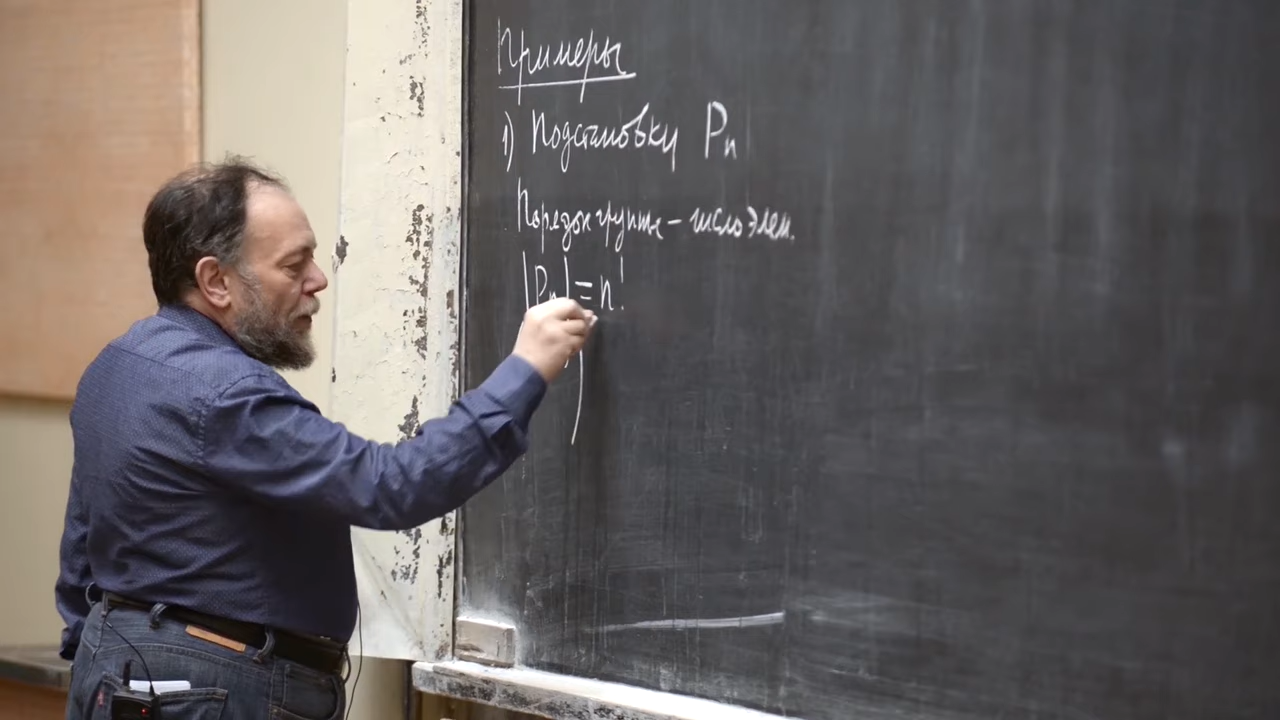 Примеры
1) Подстановки Pn
Порядок группы – число элем.
|Pn| = n!